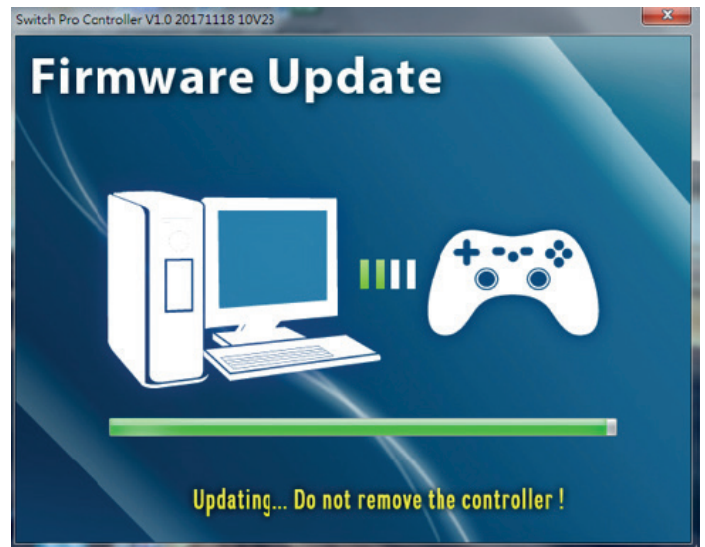 Switch Pro Controller V1.0 20171118 10V23
Firmware Update
Updating... Do not remove the controller !